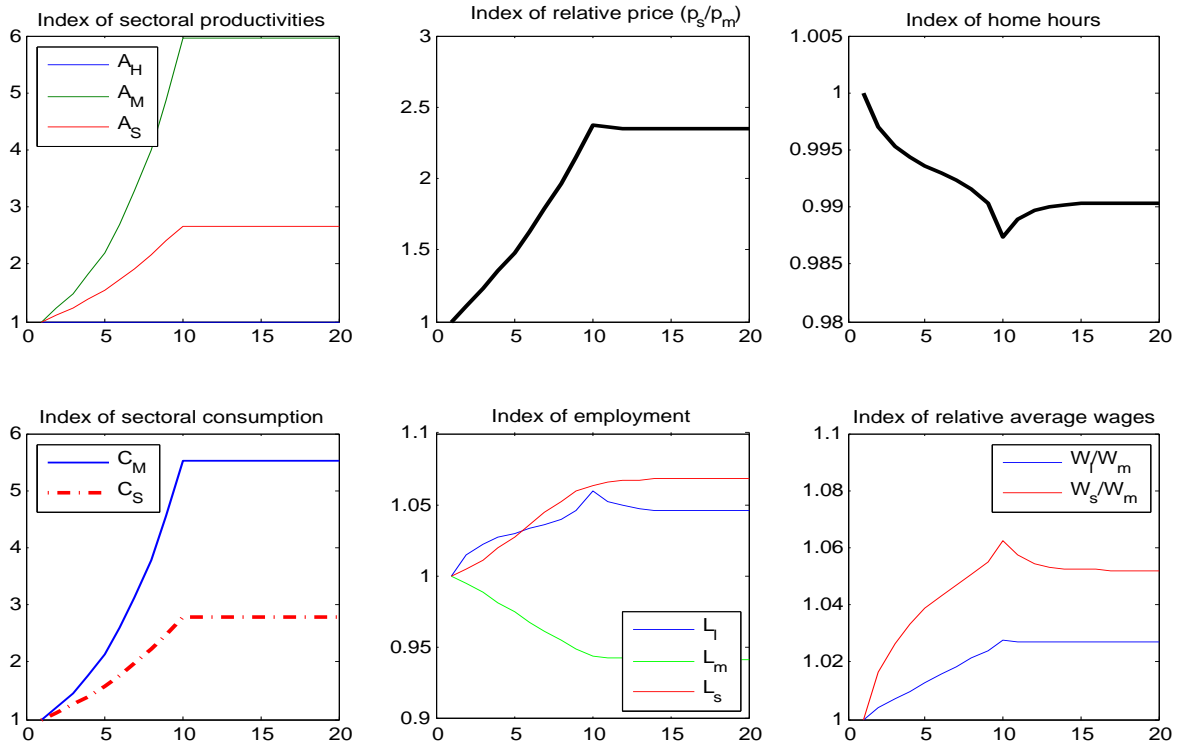 Index of sectoral productivities
6
5
4
3
2
1
0 5 10 15 20
A_H
A_M
A_S
Index of relative price (p_s/p_m)
3
2.5
2
1.5
1
0 5 10 15 20
Index of home hours
1.005
1
0.995
0.99
0.985
0.98
0 5 10 15 20
Index of sectoral consumption
6
5
4
3
2
1
0 5 10 15 20
C_M
C_S
Index of employment
1.1
1.05
1
0.95
0.9
0 5 10 15 20
L_l
L_m
L_s
Index of relative average wages
1.1
1.08
1.06
1.04
1.02
1
0 5 10 15 20
W_l/W_m
W_s/W_m